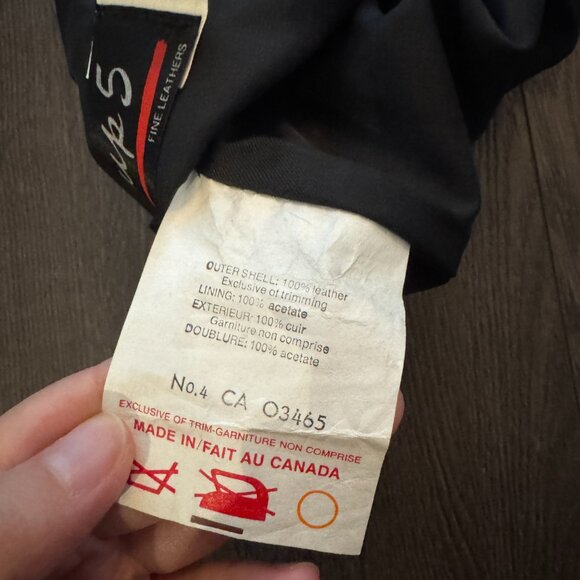 FINE LEATHERS
OUTER SHELL: 100% leather
Exclusive of trimming
LINING: 100% acetate
EXTERIEUR: 100% cuir
Garniture non comprise
DOUBLURE: 100% acetate
No.4 CA 03465
EXCLUSIVE OF TRIM-GARNITURE NON COMPRISE
MADE IN/FAIT AU CANADA